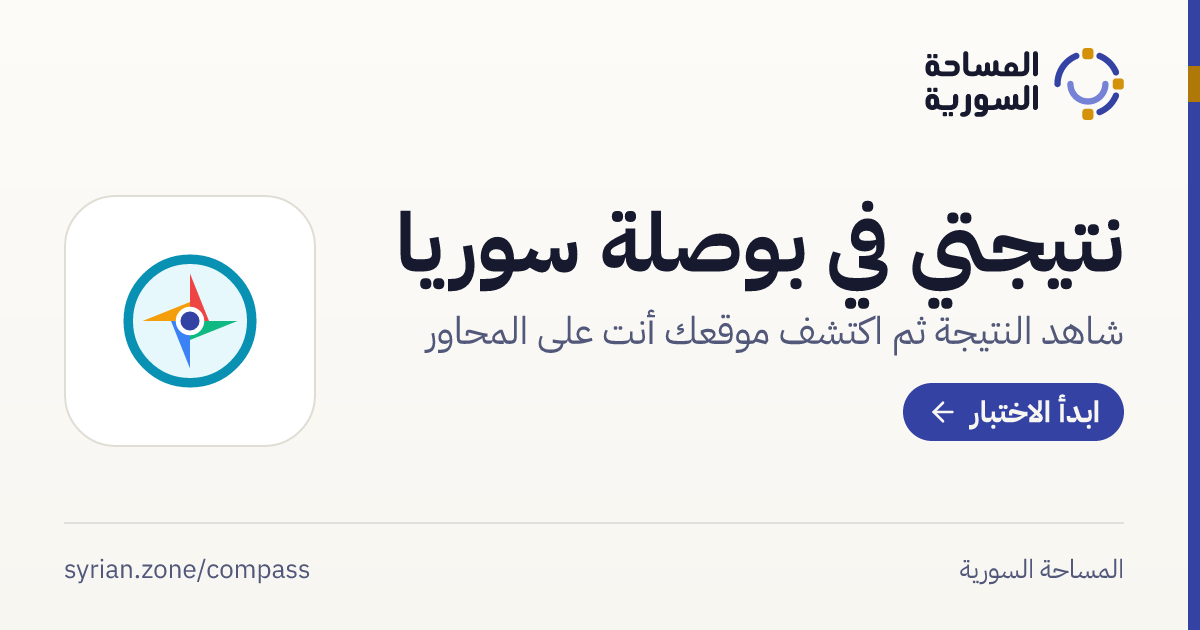 المساحة
السورية
نتيجتي في بوصلة سوريا
شاهد النتيجة ثم اكتشف موقعك أنت على المحاور
ابدأ الاختبار ←
المساحة السورية
syrian.zone/compass